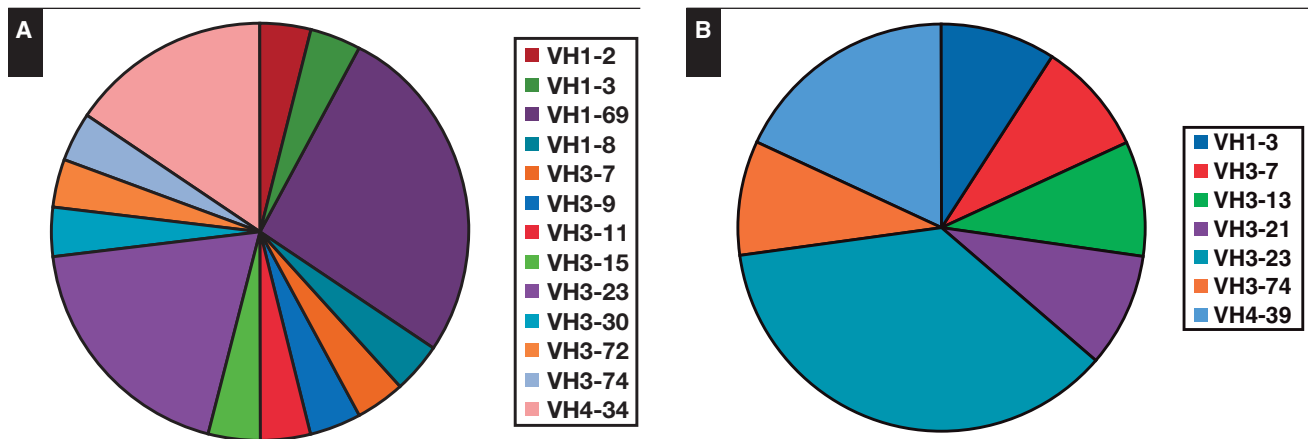 A
VH1-2
VH1-3
VH1-69
VH1-8
VH3-7
VH3-9
VH3-11
VH3-15
VH3-23
VH3-30
VH3-72
VH3-74
VH4-34
B
VH1-3
VH3-7
VH3-13
VH3-21
VH3-23
VH3-74
VH4-39